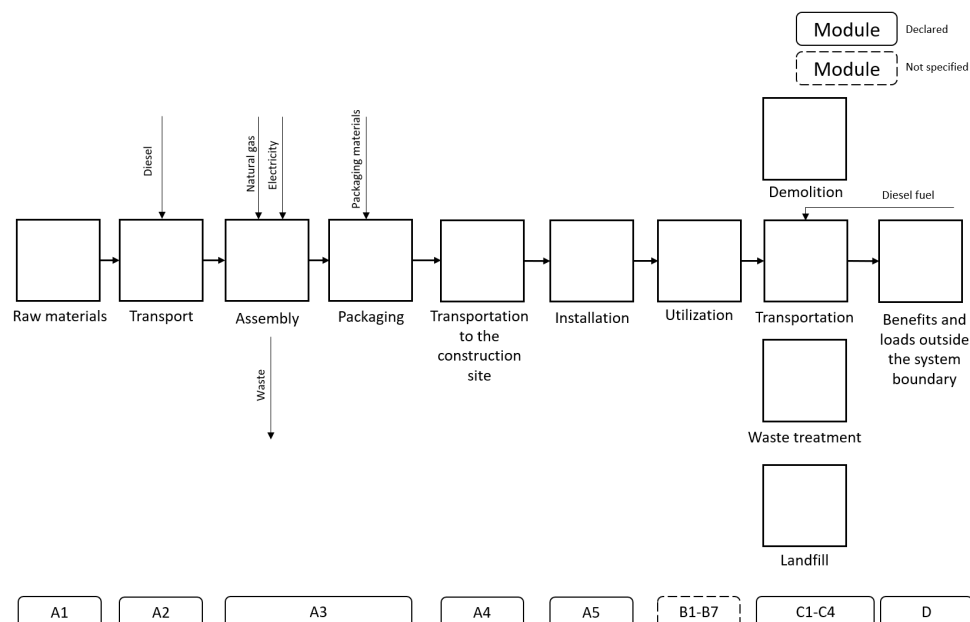 Module
Declared
Module
Not specified
Diesel
Natural gas
Electricity
Packaging materials
Demolition
Diesel fuel
Raw materials
Transport
Assembly
Packaging
Transportation
to the
construction
site
Installation
Utilization
Transportation
Benefits and
loads outside
the system
boundary
Waste
Waste treatment
Landfill
A1
A2
A3
A4
A5
B1-B7
C1-C4
D